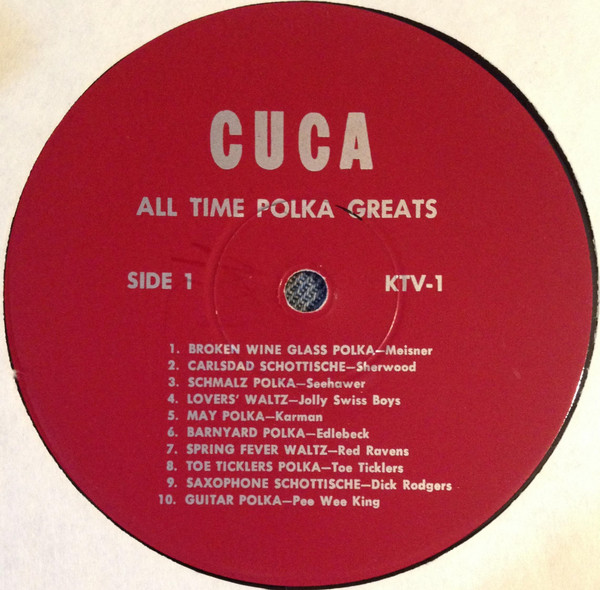 CUCA
ALL TIME POLKA GREATS
SIDE 1 KTV-1
1. BROKEN WINE GLASS POLKA—Meisner
2. CARLSDAD SCHOTTISCHE—Sherwood
3. SCHMALZ POLKA—Seehawer
4. LOVERS' WALTZ—Jolly Swiss Boys
5. MAY POLKA—Karman
6. BARNYARD POLKA—Edlebeck
7. SPRING FEVER WALTZ—Red Ravens
8. TOE TICKLERS POLKA—Toe Ticklers
9. SAXOPHONE SCHOTTISCHE—Dick Rodgers
10. GUITAR POLKA—Pee Wee King